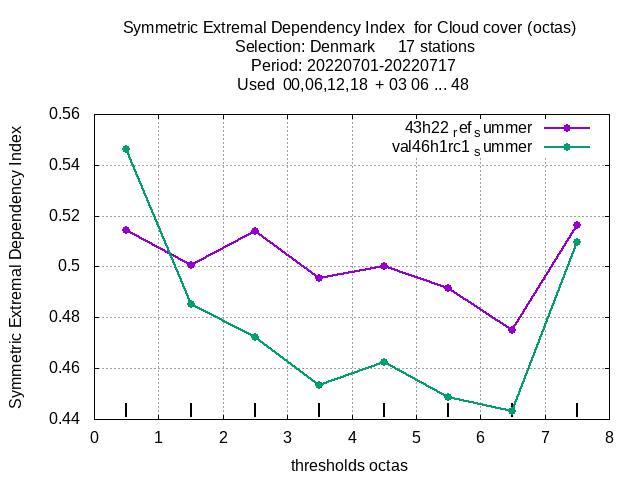 Symmetric Extremal Dependency Index  for Cloud cover (octas)
Selection: Denmark     17 stations
Period: 20220701-20220717
Used  00,06,12,18  + 03 06 ... 48
43h22 ref summer
val46h1rc1 summer
Symmetric Extremal Dependency Index
0.56
0.54
0.52
0.5
0.48
0.46
0.44
0 1 2 3 4 5 6 7 8
thresholds octas